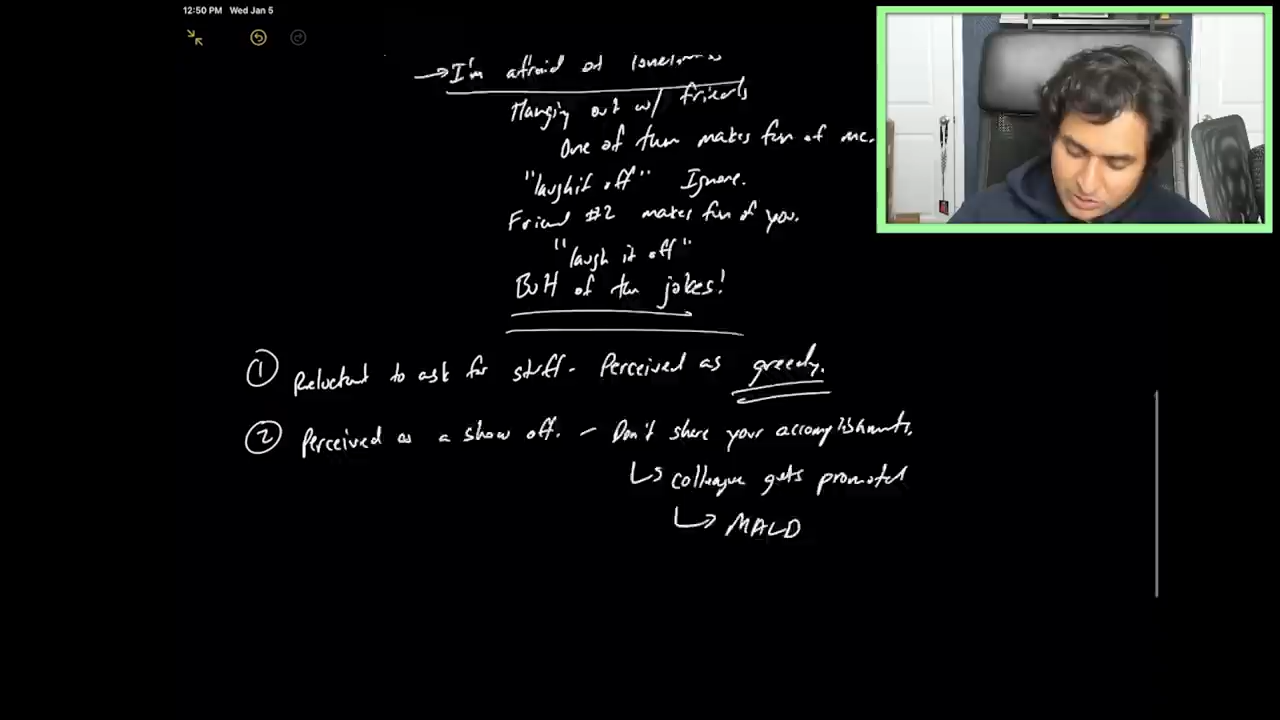 12:50 PM Wed Jan 5
→ I'm afraid of
Hanging out w/ friends
One of them makes fun of me.
"laugh it off" Ignore.
Friend #2 makes fun of you.
"laugh it off"
Butt of the jokes!
① Reluctant to ask for stuff. Perceived as greedy.
② Perceived as a show off. – Don't share your accomplishments.
↳ colleague gets promoted
↳ MALD